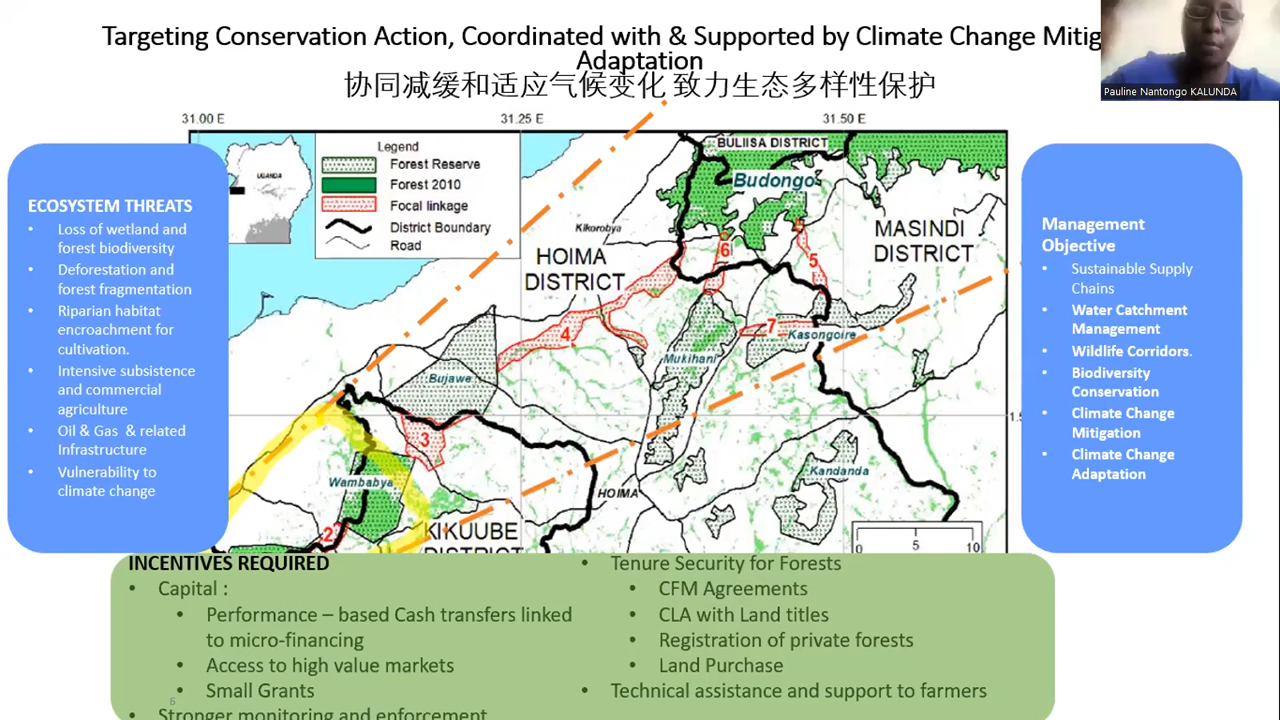 Targeting Conservation Action, Coordinated with & Supported by Climate Change Mitig
Adaptation
协同减缓和适应气候变化 致力生态多样性保护
Pauline Nantongo KALUNDA
31.00 E
31.25 E
31.50 E
UGANDA
Legend
Forest Reserve
Forest 2010
Focal linkage
District Boundary
Road
BULIISA DISTRICT
Budongo
Kikorobya
HOIMA
DISTRICT
MASINDI
DISTRICT
6
5
4
7
Kasongoire
Mukihani
Bujawe
1.5
3
Wambabya
HOIMA
Kandanda
2
KIKUUBE
DISTRICT
0
5
10
ECOSYSTEM THREATS
• Loss of wetland and
forest biodiversity
• Deforestation and
forest fragmentation
• Riparian habitat
encroachment for
cultivation.
• Intensive subsistence
and commercial
agriculture
• Oil & Gas & related
Infrastructure
• Vulnerability to
climate change
Management
Objective
• Sustainable Supply
Chains
• Water Catchment
Management
• Wildlife Corridors.
• Biodiversity
Conservation
• Climate Change
Mitigation
• Climate Change
Adaptation
INCENTIVES REQUIRED
• Capital :
• Performance – based Cash transfers linked
to micro-financing
• Access to high value markets
• Small Grants
• Stronger monitoring and enforcement
• Tenure Security for Forests
• CFM Agreements
• CLA with Land titles
• Registration of private forests
• Land Purchase
• Technical assistance and support to farmers
6